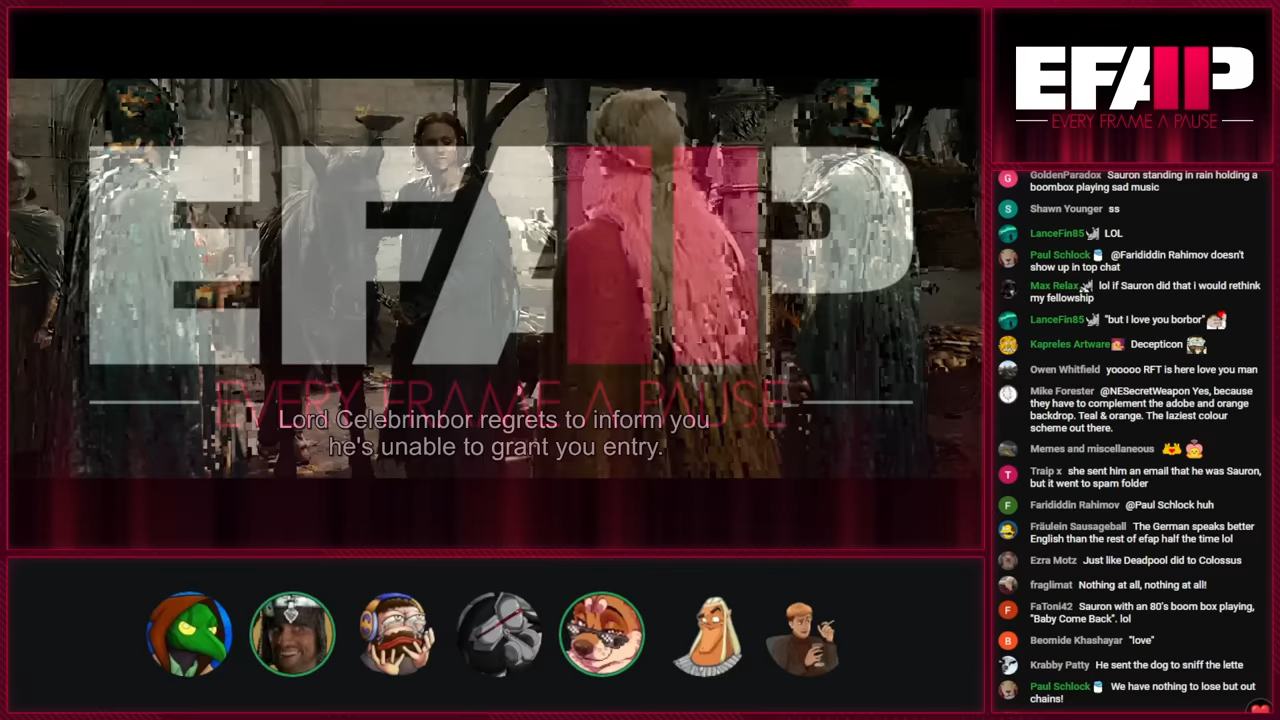 EFAP
EVERY FRAME A PAUSE
Lord Celebrimbor regrets to inform you
he's unable to grant you entry.
EFAP
EVERY FRAME A PAUSE
GoldenParadox Sauron standing in rain holding a
boombox playing sad music
S
Shawn Younger ss
LanceFin85 LOL
Paul Schlock @Farididdin Rahimov doesn't
show up in top chat
Max Relax lol if Sauron did that i would rethink
my fellowship
LanceFin85 "but I love you borbor"
Kapreles Artware Decepticon
Owen Whitfield yooooo RFT is here love you man
Mike Forester @NESecretWeapon Yes, because
they have to complement the adobe and orange
backdrop. Teal & orange. The laziest colour
scheme out there.
Memes and miscellaneous
T
Traip x she sent him an email that he was Sauron,
but it went to spam folder
F
Farididdin Rahimov @Paul Schlock huh
Fräulein Sausageball The German speaks better
English than the rest of efap half the time lol
Ezra Motz Just like Deadpool did to Colossus
fraglimat Nothing at all, nothing at all!
F
FaToni42 Sauron with an 80's boom box playing,
"Baby Come Back". lol
B
Beomide Khashayar "love"
Krabby Patty He sent the dog to sniff the lette
Paul Schlock We have nothing to lose but out
chains!